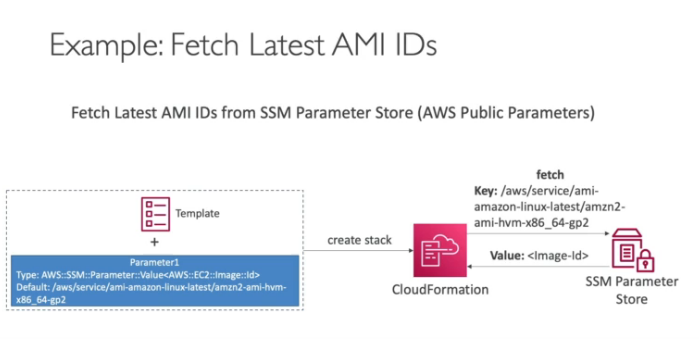 Example: Fetch Latest AMI IDs
Fetch Latest AMI IDs from SSM Parameter Store (AWS Public Parameters)
Template
+
Parameter1
Type: AWS::SSM::Parameter::Value<AWS::EC2::Image::Id>
Default: /aws/service/ami-amazon-linux-latest/amzn2-ami-hvm-
x86_64-gp2
create stack
CloudFormation
fetch
Key: /aws/service/ami-
amazon-linux-latest/amzn2-
ami-hvm-x86_64-gp2
Value: <Image-Id>
SSM Parameter
Store